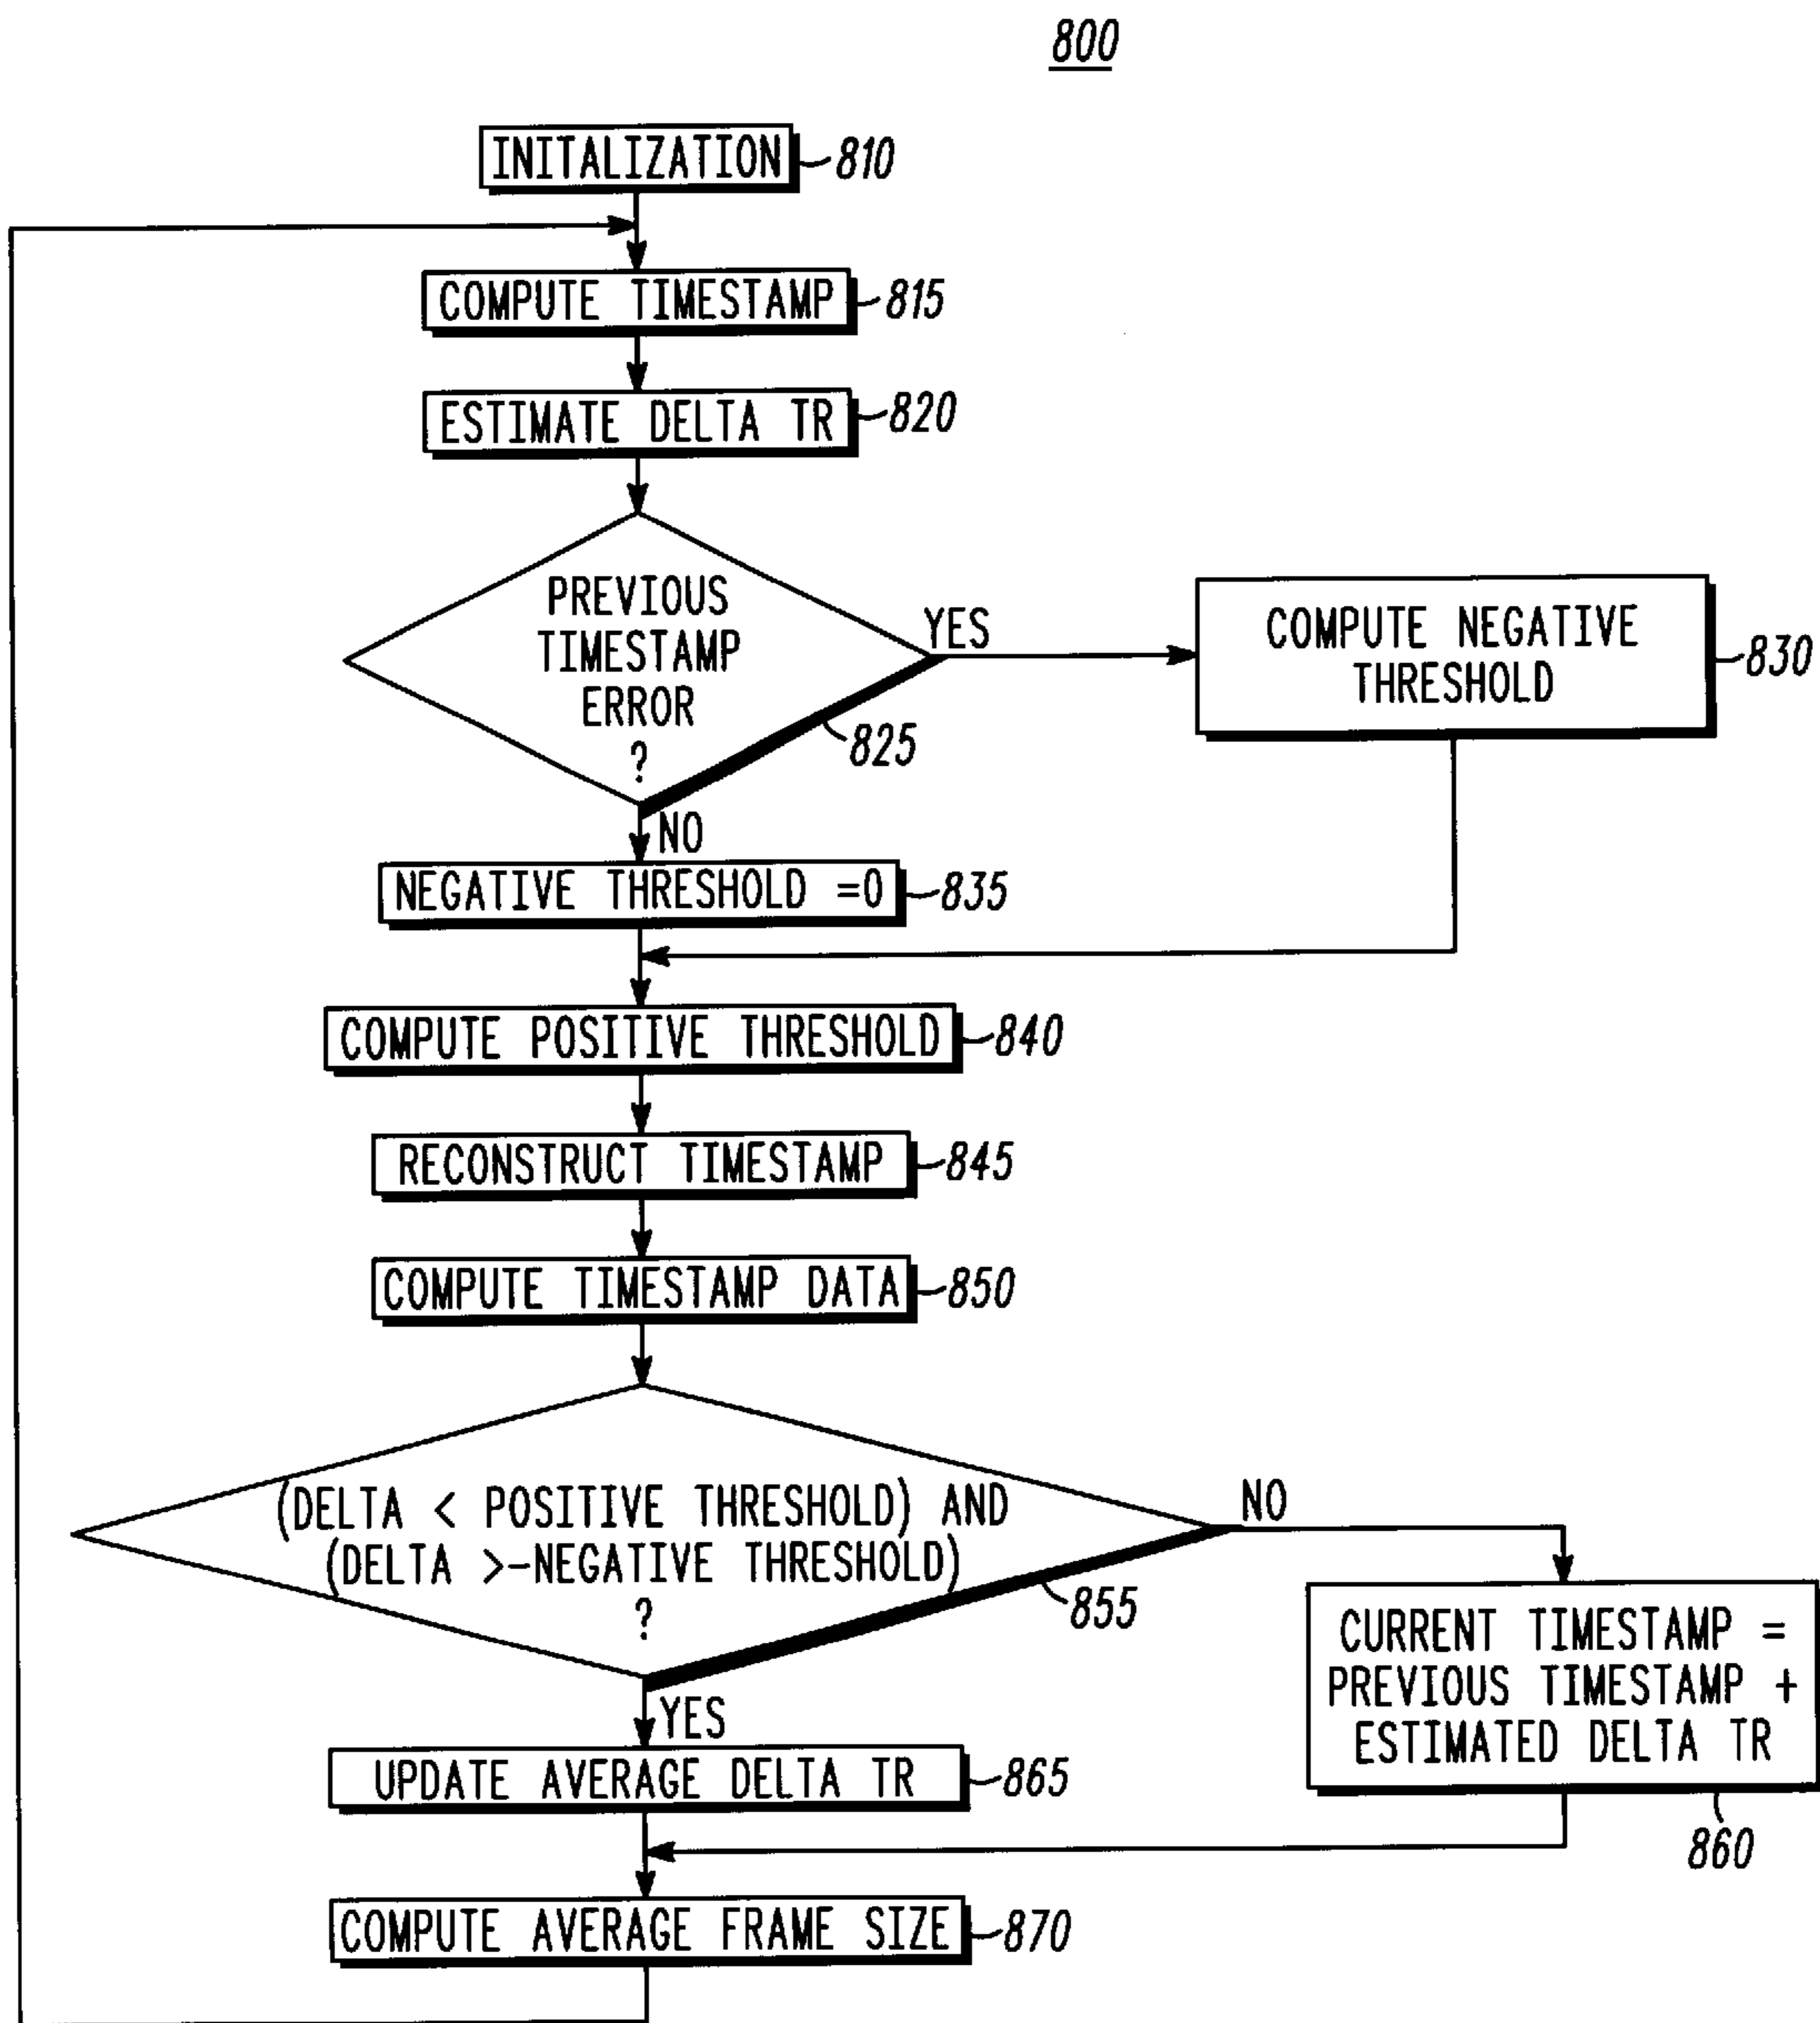 800
INITALIZATION
810
COMPUTE TIMESTAMP
815
ESTIMATE DELTA TR
820
PREVIOUS
TIMESTAMP
ERROR
?
825
YES
COMPUTE NEGATIVE
THRESHOLD
830
NO
NEGATIVE THRESHOLD =0
835
COMPUTE POSITIVE THRESHOLD
840
RECONSTRUCT TIMESTAMP
845
COMPUTE TIMESTAMP DATA
850
(DELTA < POSITIVE THRESHOLD) AND
(DELTA >-NEGATIVE THRESHOLD)
?
855
NO
CURRENT TIMESTAMP =
PREVIOUS TIMESTAMP +
ESTIMATED DELTA TR
860
YES
UPDATE AVERAGE DELTA TR
865
COMPUTE AVERAGE FRAME SIZE
870